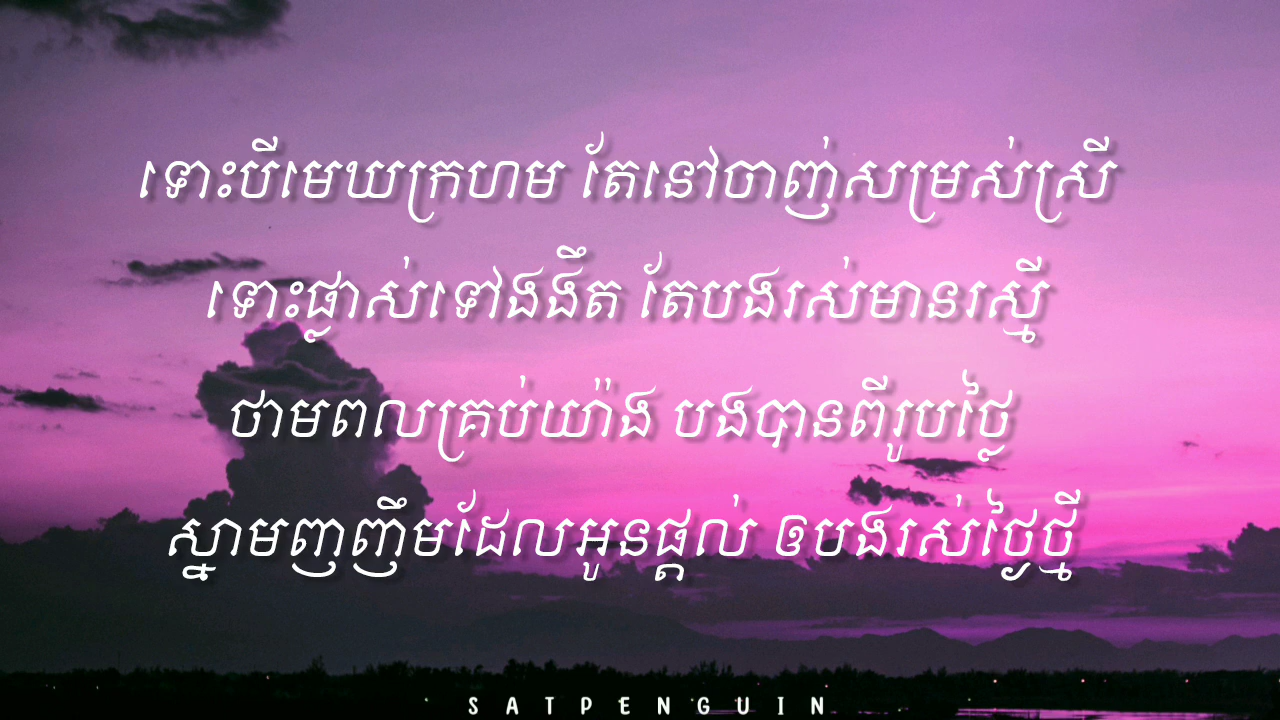 ទោះបីមេឃក្រហម តែនៅចាញ់សម្រស់ស្រី
ទោះផ្លាស់ទៅងងឹត តែបងរស់មានរស្មី
ថាមពលគ្រប់យ៉ាង បងបានពីរូបថ្លៃ
ស្នាមញញឹមដែលអូនផ្តល់ ឲបងរស់ថ្ងៃថ្មី
SATPENGUIN